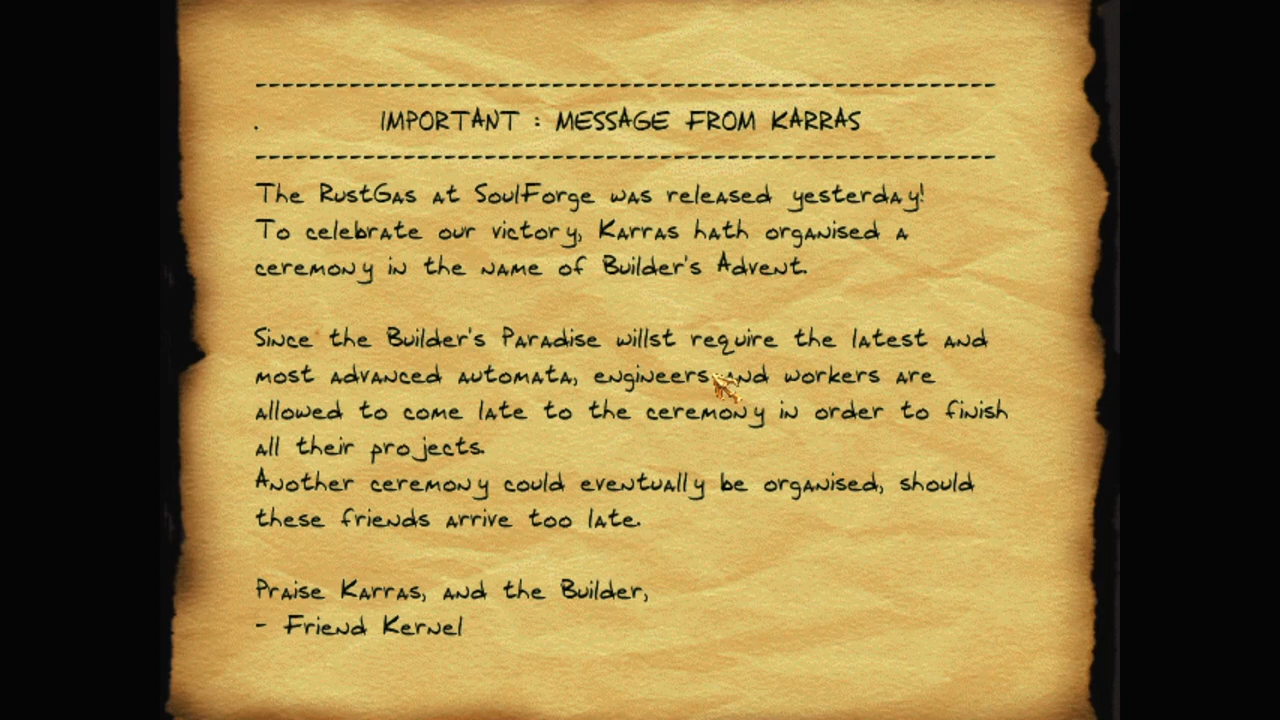 -------------------------------------------------------
. IMPORTANT : MESSAGE FROM KARRAS
-------------------------------------------------------
The RustGas at SoulForge was released yesterday!
To celebrate our victory, Karras hath organised a
ceremony in the name of Builder's Advent.
Since the Builder's Paradise willst require the latest and
most advanced automata, engineers and workers are
allowed to come late to the ceremony in order to finish
all their projects.
Another ceremony could eventually be organised, should
these friends arrive too late.
Praise Karras, and the Builder,
- Friend Kernel